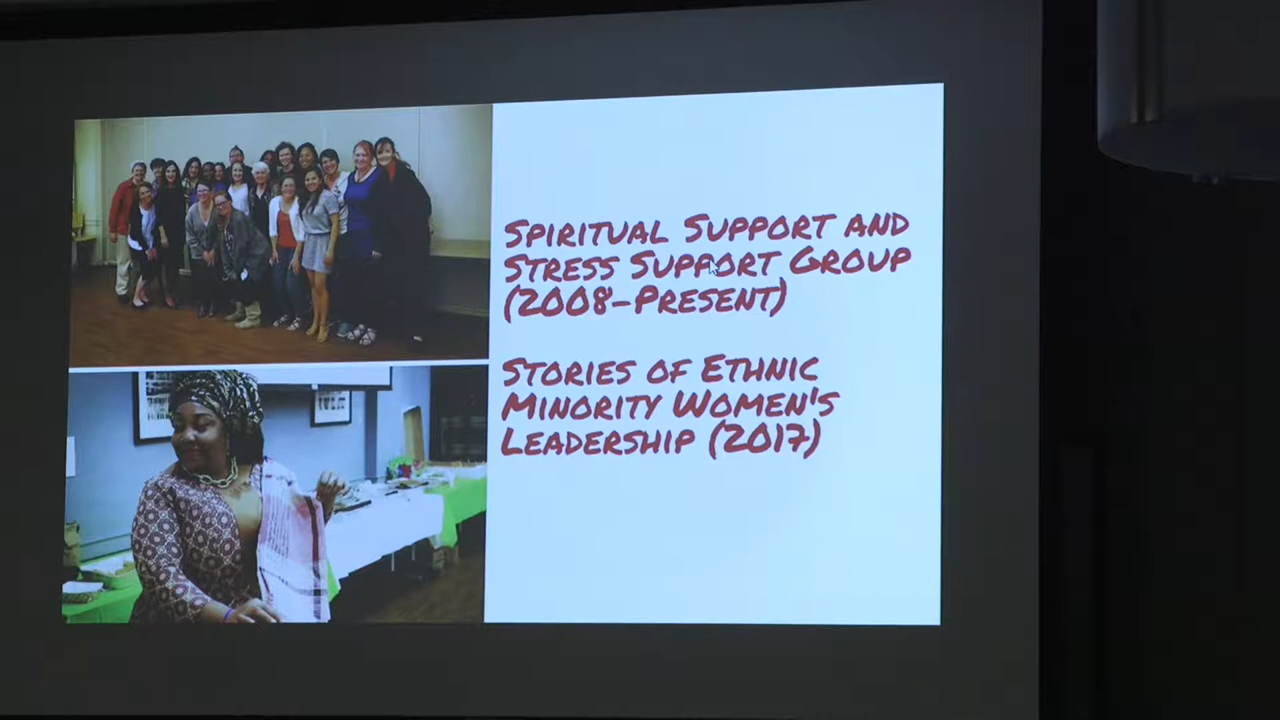 Spiritual Support and
Stress Support Group
(2008-Present)
Stories of Ethnic
Minority Women's
Leadership (2017)